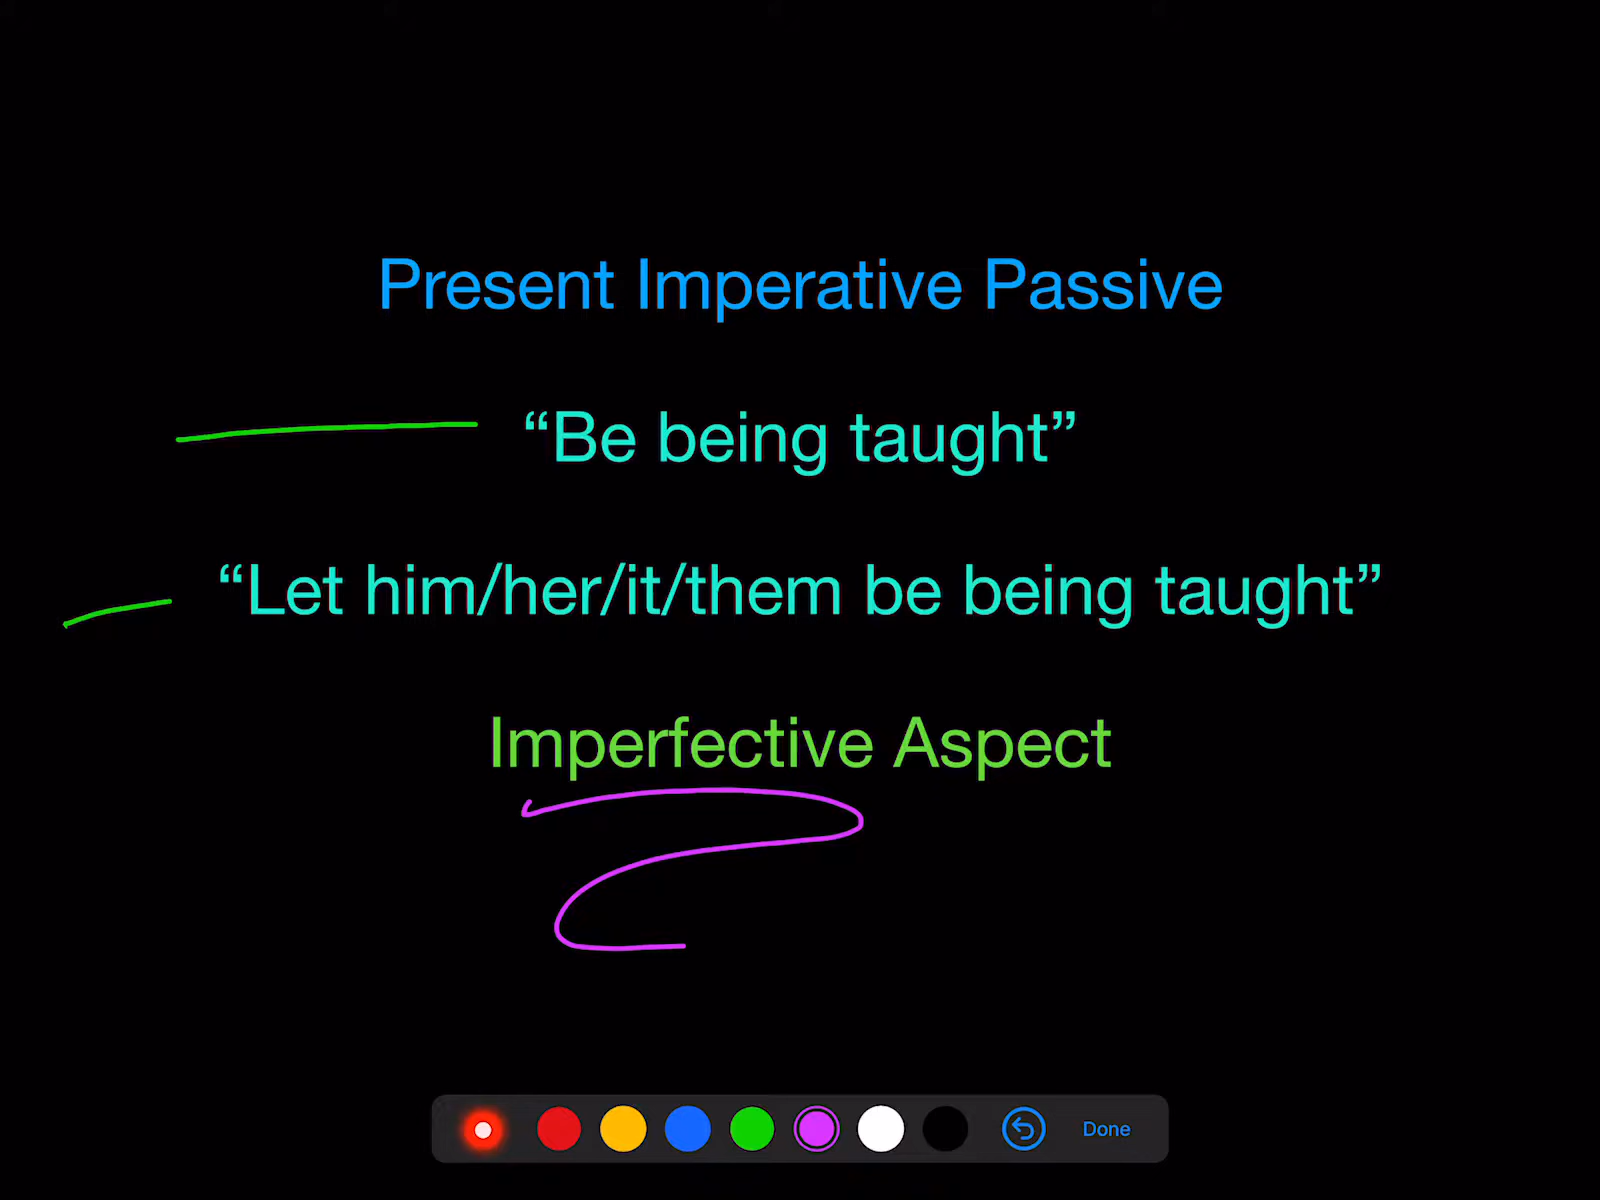 Present Imperative Passive
“Be being taught”
“Let him/her/it/them be being taught”
Imperfective Aspect
Done